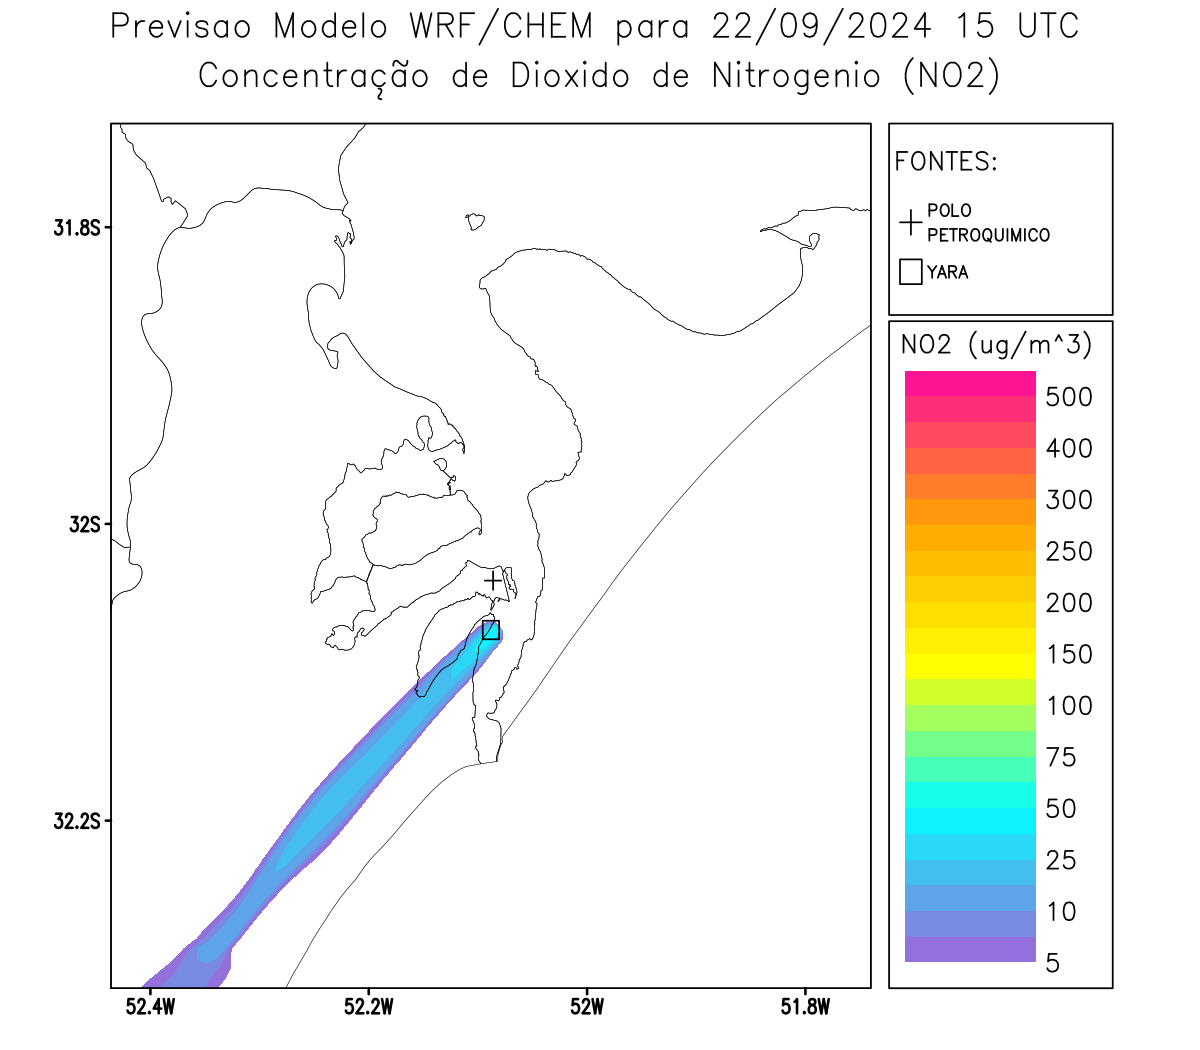 Previsao Modelo WRF/CHEM para 22/09/2024 15 UTC
Concentração de Dioxido de Nitrogenio (NO2)
FONTES:
POLO
PETROQUIMICO
YARA
NO2 (ug/m^3)
500
400
300
250
200
150
100
75
50
25
10
5
31.8S
32S
32.2S
52.4W
52.2W
52W
51.8W